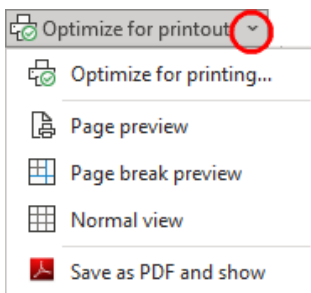 Optimize for printout
Optimize for printing...
Page preview
Page break preview
Normal view
Save as PDF and show